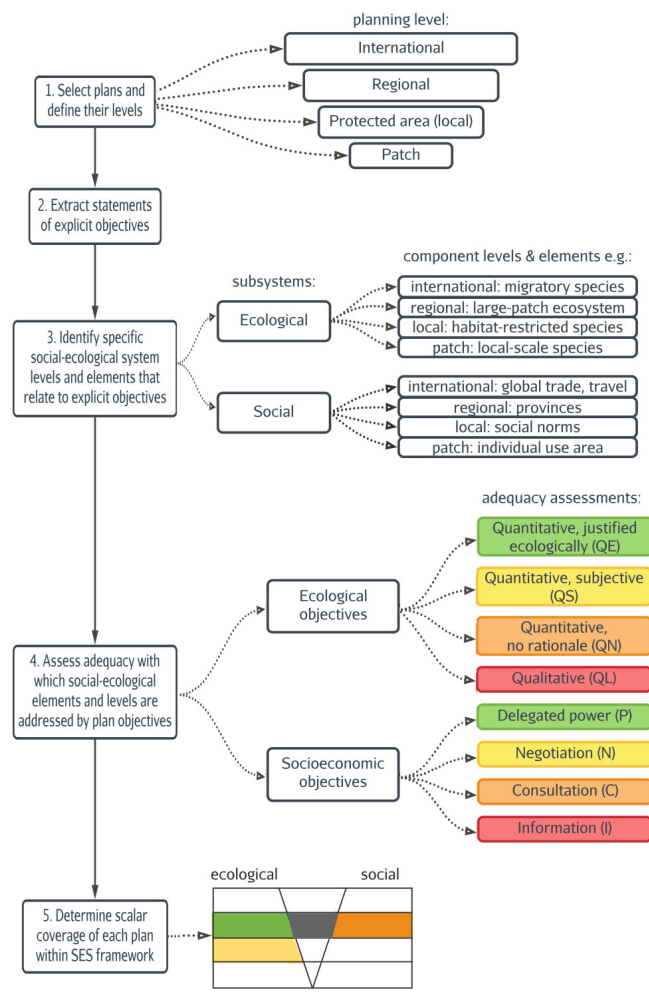 planning level:
International
1. Select plans and
define their levels
Regional
Protected area (local)
Patch
2. Extract statements
of explicit objectives
component levels & elements e.g.:
subsystems:
3. Identify specific
social-ecological system
levels and elements that
relate to explicit objectives
Ecological
international: migratory species
regional: large-patch ecosystem
local: habitat-restricted species
patch: local-scale species
Social
international: global trade, travel
regional: provinces
local: social norms
patch: individual use area
adequacy assessments:
4. Assess adequacy with
which social-ecological
elements and levels are
addressed by plan objectives
Ecological
objectives
Quantitative, justified
ecologically (QE)
Quantitative, subjective
(QS)
Quantitative,
no rationale (QN)
Qualitative (QL)
Socioeconomic
objectives
Delegated power (P)
Negotiation (N)
Consultation (C)
Information (I)
5. Determine scalar
coverage of each plan
within SES framework
ecological
social